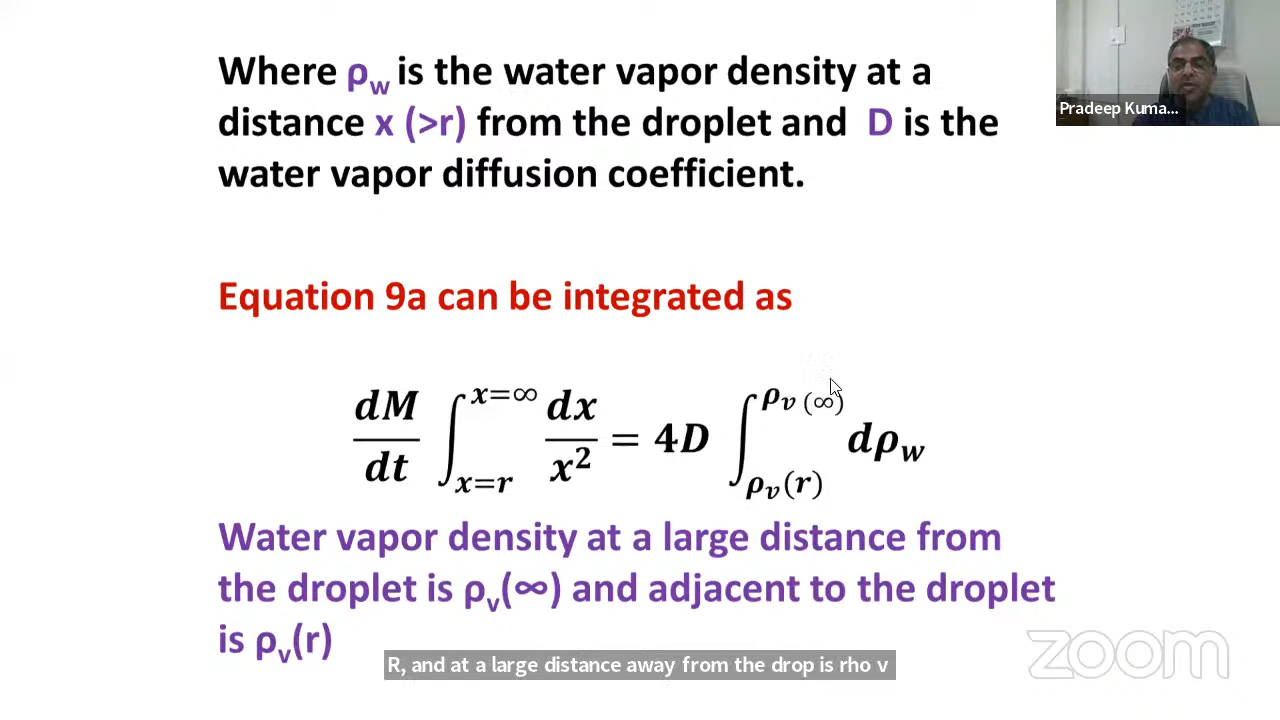 Where ρw is the water vapor density at a
distance x (>r) from the droplet and D is the
water vapor diffusion coefficient.
Pradeep Kuma...
Equation 9a can be integrated as
dM/dt ∫_{x=r}^{x=∞} dx/x² = 4D ∫_{ρv(r)}^{ρv(∞)} dρw
Water vapor density at a large distance from
the droplet is ρv(∞) and adjacent to the droplet
is ρv(r)
R, and at a large distance away from the drop is rho v
zoom